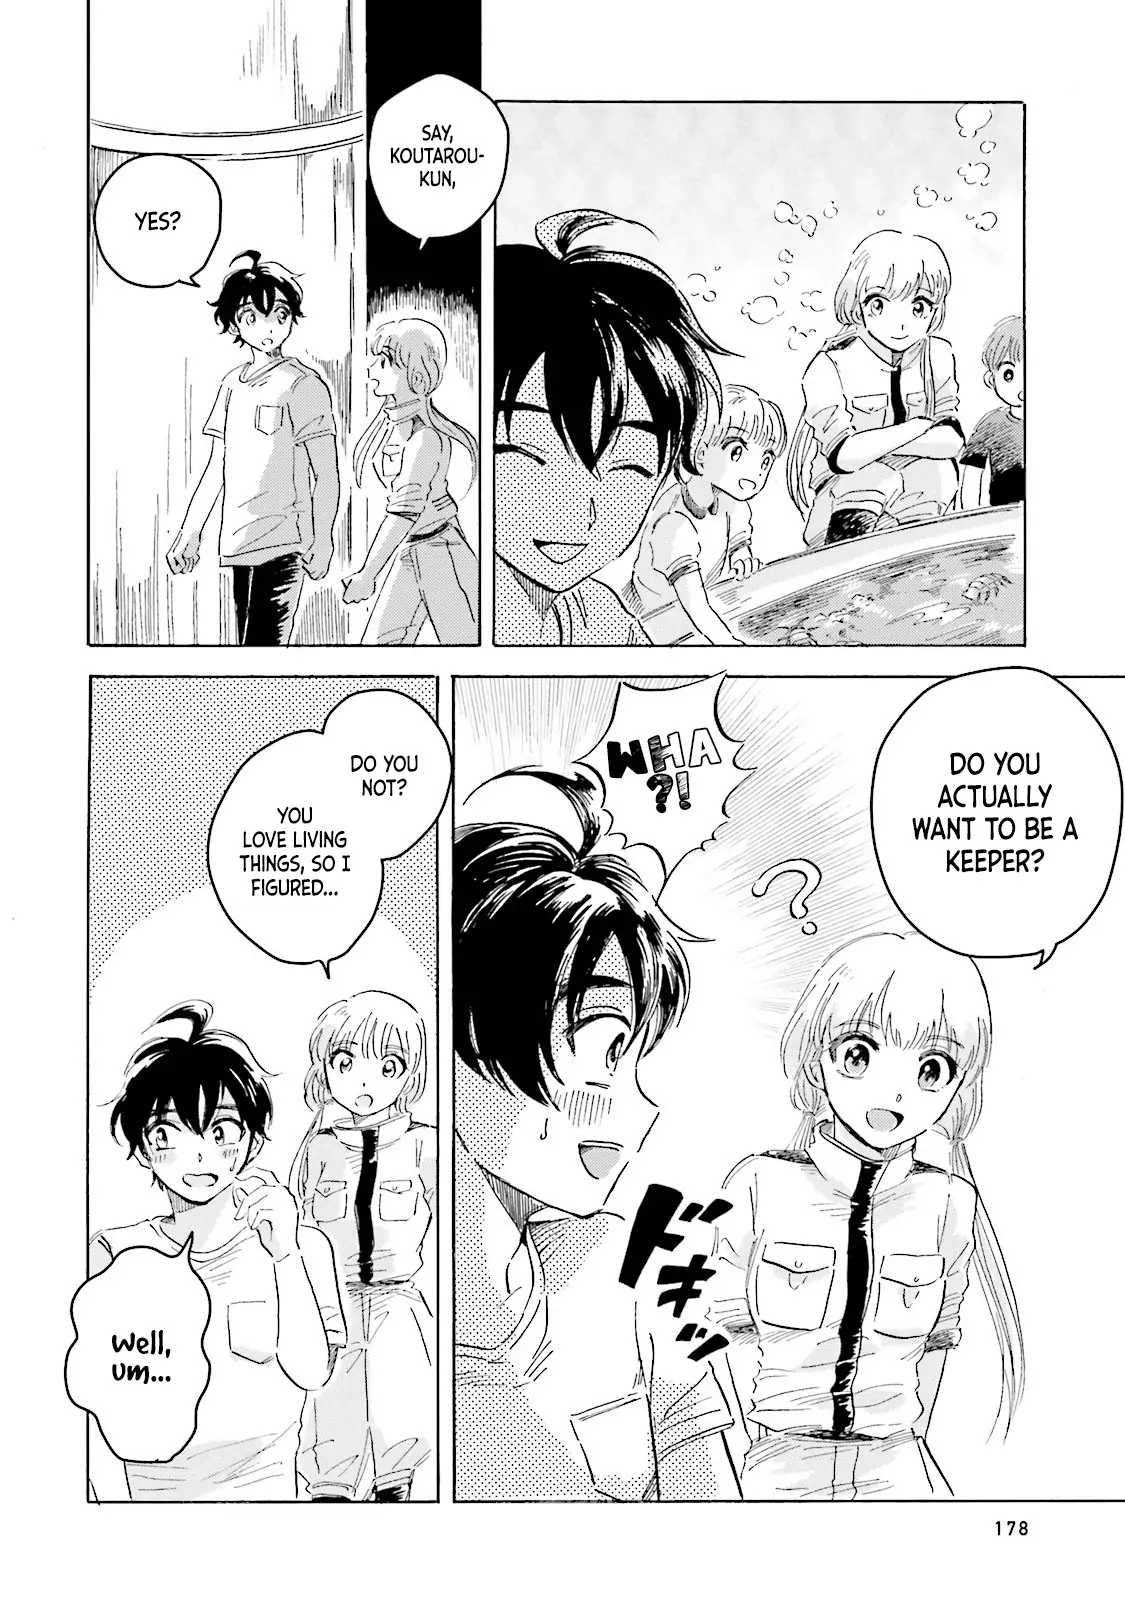 SAY,
KOUTAROU-
KUN,
YES?
DO YOU
ACTUALLY
WANT TO BE A
KEEPER?
WHA
?!
?
ドキッ
DO YOU
NOT?
YOU
LOVE LIVING
THINGS, SO I
FIGURED...
Well,
um...
178